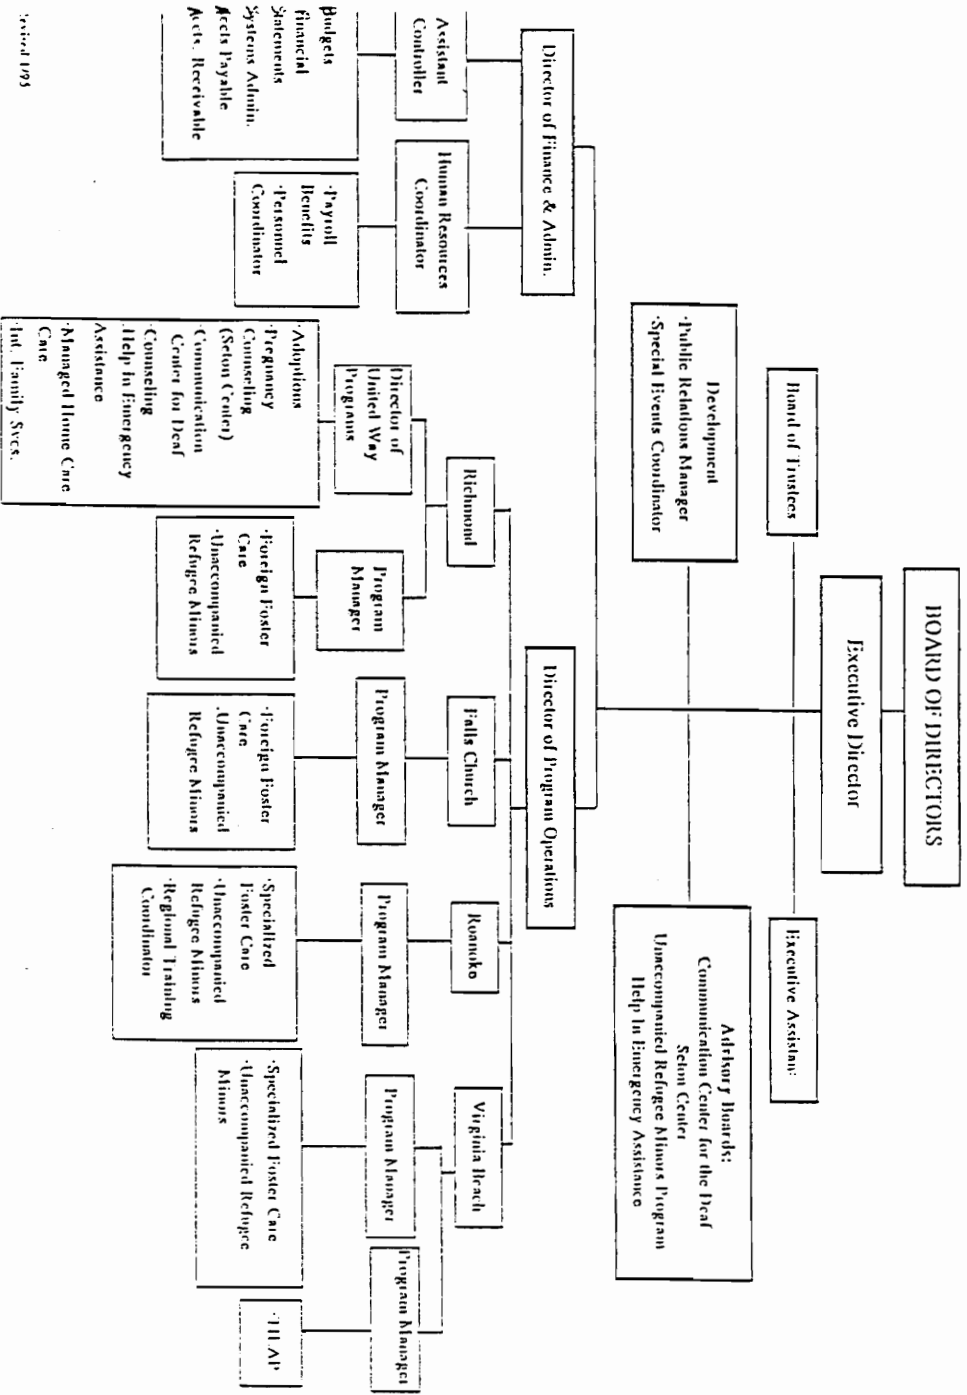 BOARD OF DIRECTORS
Executive Director
Board of Trustees
Executive Assistan:
Development
·Public Relations Manager
·Special Events Coordinator
Advisory Boards:
Communication Center for the Deaf
Seton Center
Unaccompanied Refugee Minors Program
Help In Emergency Assistance
Director of Finance & Admin.
Director of Program Operations
Assistant
Controller
Human Resources
Coordinator
Budgets
Financial
Statements
Systems Admin.
Accts Payable
Accts. Receivable
·Payroll
Benefits
·Personnel
Coordinator
Richmond
Falls Church
Roanoke
Virginia Beach
Director of
United Way
Programs
Program
Manager
Program Manager
Program Manager
Program Manager
Program Manager
·Adoptions
·Pregnancy
Counseling
(Seton Center)
·Communication
Center for Deaf
·Counseling
·Help In Emergency
Assistance
·Managed Home Care
Care
·Int. Family Svcs.
·Foreign Foster
Care
·Unaccompanied
Refugee Minors
·Foreign Foster
Care
·Unaccompanied
Refugee Minors
·Specialized
Foster Care
·Unaccompanied
Refugee Minors
·Regional Training
Coordinator
·Specialized Foster Care
·Unaccompanied Refugee
Minors
1/95